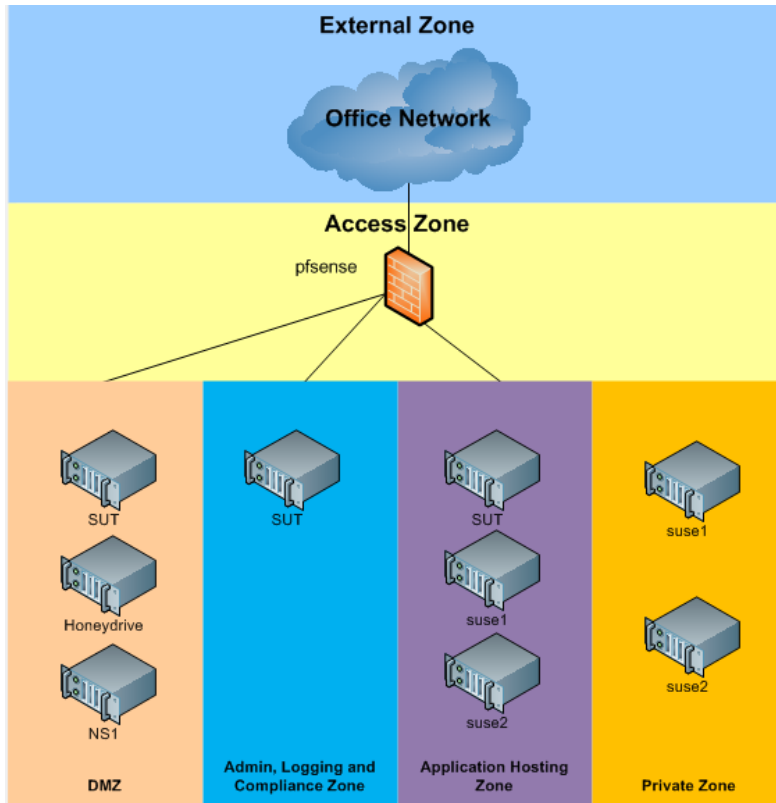 External Zone
Office Network
Access Zone
pfsense
SUT
Honeydrive
NS1
DMZ
SUT
Admin, Logging and
Compliance Zone
SUT
suse1
suse2
Application Hosting
Zone
suse1
suse2
Private Zone